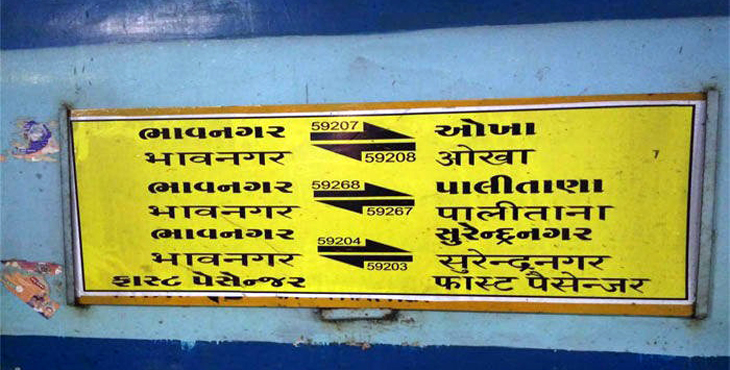 ભાવનગર 59207 ઓખા
भावनगर 59208 ओखा
ભાવનગર 59268 પાલીતાણા
भावनगर 59267 पालीताना
ભાવનગર 59204 સુરેન્દ્રનગર
भावनगर 59203 सुरेन्द्रनगर
ફાસ્ટ પેસેન્જર फास्ट पैसेन्जर